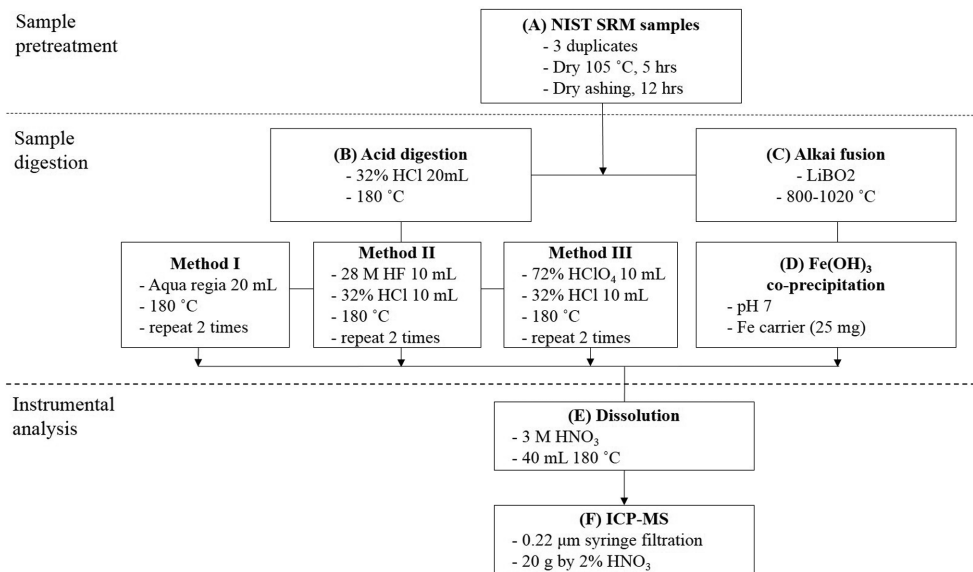 Sample
pretreatment
(A) NIST SRM samples
- 3 duplicates
- Dry 105 ˚C, 5 hrs
- Dry ashing, 12 hrs
Sample
digestion
(B) Acid digestion
- 32% HCl 20mL
- 180 ˚C
(C) Alkai fusion
- LiBO2
- 800-1020 ˚C
Method I
- Aqua regia 20 mL
- 180 ˚C
- repeat 2 times
Method II
- 28 M HF 10 mL
- 32% HCl 10 mL
- 180 ˚C
- repeat 2 times
Method III
- 72% HClO₄ 10 mL
- 32% HCl 10 mL
- 180 ˚C
- repeat 2 times
(D) Fe(OH)₃
co-precipitation
- pH 7
- Fe carrier (25 mg)
Instrumental
analysis
(E) Dissolution
- 3 M HNO₃
- 40 mL 180 ˚C
(F) ICP-MS
- 0.22 μm syringe filtration
- 20 g by 2% HNO₃